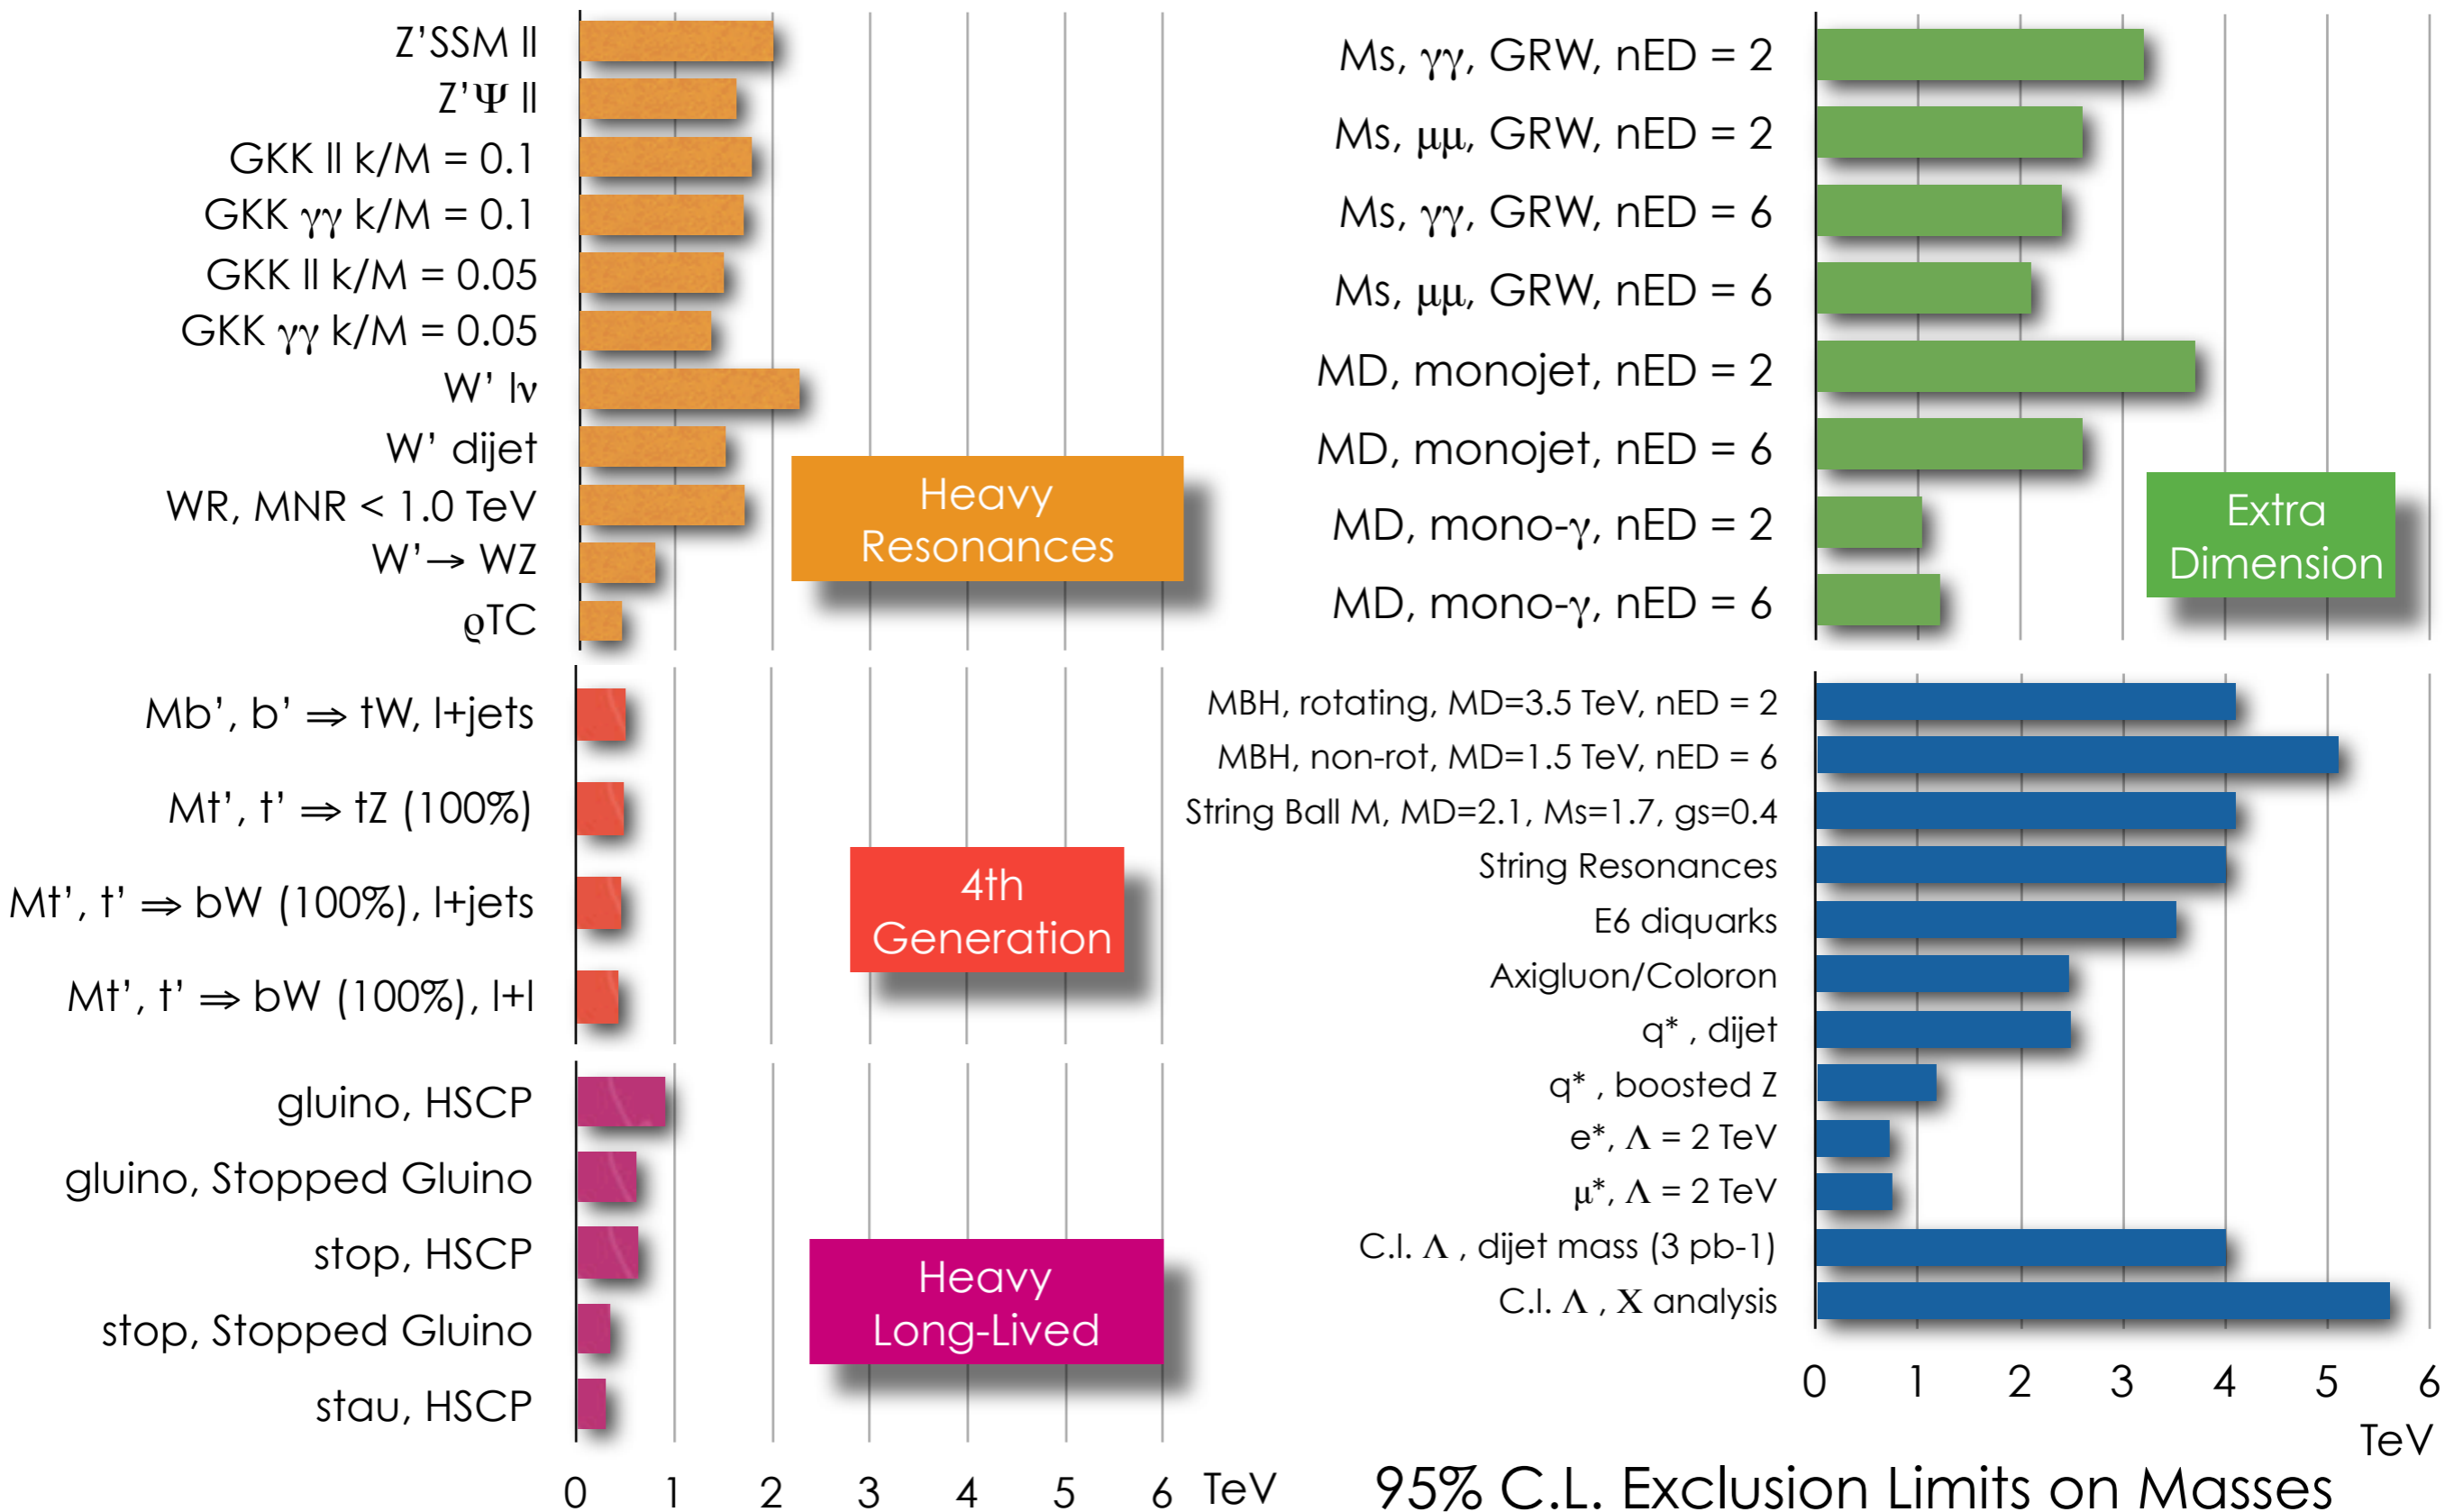 Z'SSM ll
Z'Ψ ll
GKK ll k/M = 0.1
GKK γγ k/M = 0.1
GKK ll k/M = 0.05
GKK γγ k/M = 0.05
W' lν
W' dijet
WR, MNR < 1.0 TeV
W'→ WZ
ρTC
Heavy
Resonances
Mb', b' ⇒ tW, l+jets
Mt', t' ⇒ tZ (100%)
Mt', t' ⇒ bW (100%), l+jets
Mt', t' ⇒ bW (100%), l+l
4th
Generation
gluino, HSCP
gluino, Stopped Gluino
stop, HSCP
stop, Stopped Gluino
stau, HSCP
Heavy
Long-Lived
0 1 2 3 4 5 6 TeV
Ms, γγ, GRW, nED = 2
Ms, μμ, GRW, nED = 2
Ms, γγ, GRW, nED = 6
Ms, μμ, GRW, nED = 6
MD, monojet, nED = 2
MD, monojet, nED = 6
MD, mono-γ, nED = 2
MD, mono-γ, nED = 6
Extra
Dimension
MBH, rotating, MD=3.5 TeV, nED = 2
MBH, non-rot, MD=1.5 TeV, nED = 6
String Ball M, MD=2.1, Ms=1.7, gs=0.4
String Resonances
E6 diquarks
Axigluon/Coloron
q* , dijet
q* , boosted Z
e*, Λ = 2 TeV
μ*, Λ = 2 TeV
C.I. Λ , dijet mass (3 pb-1)
C.I. Λ , X analysis
0 1 2 3 4 5 6
TeV
95% C.L. Exclusion Limits on Masses